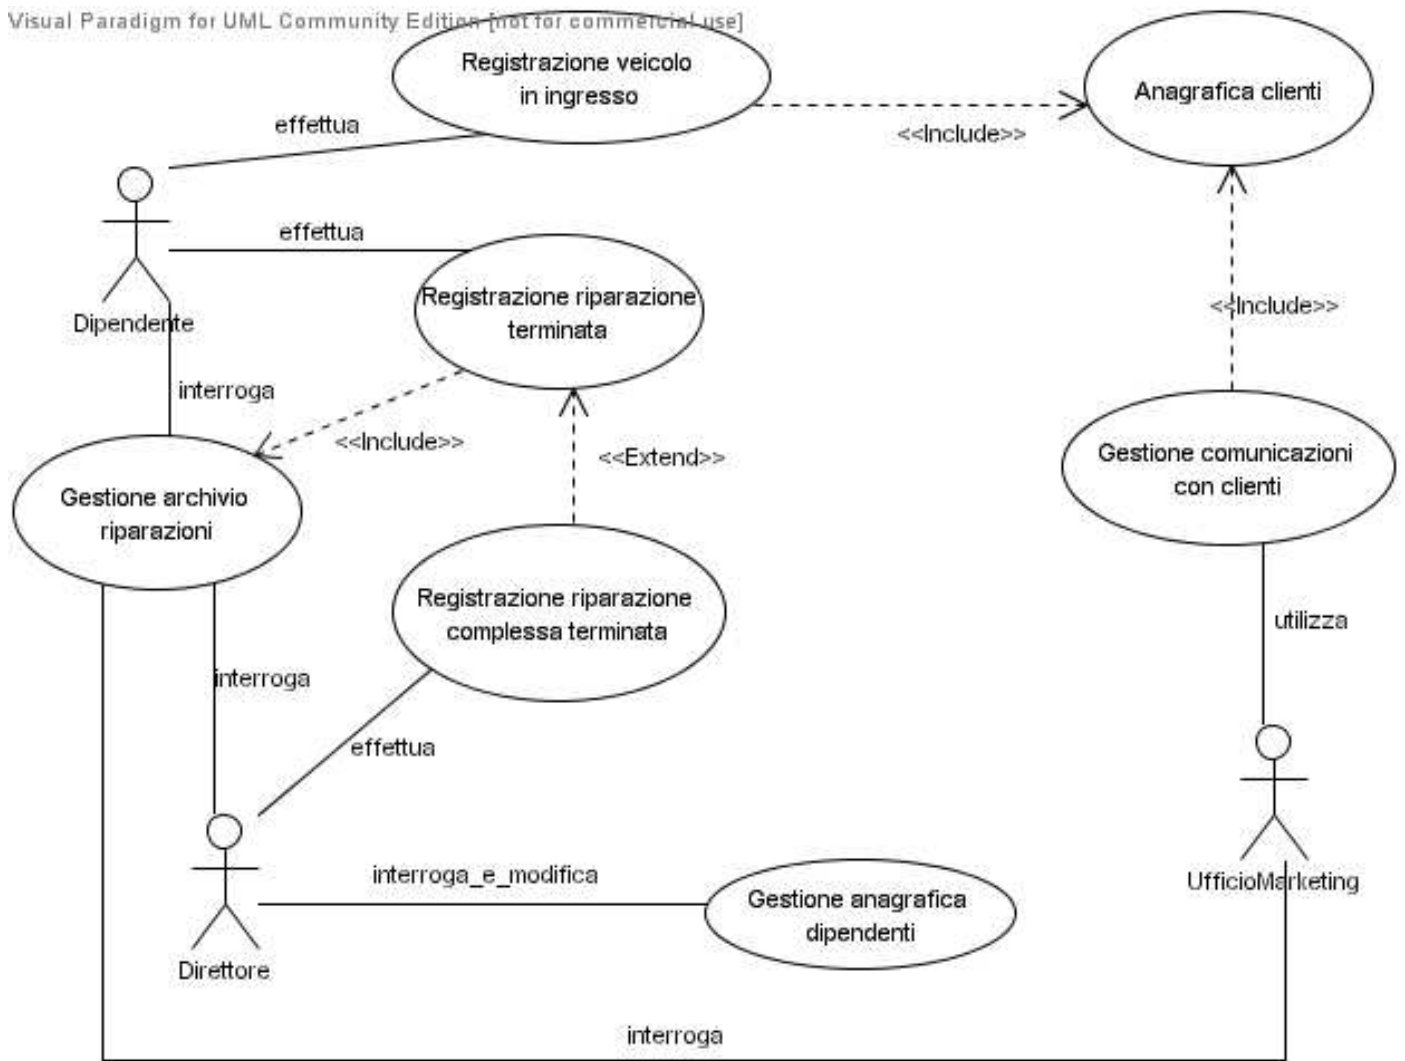 Visual Paradigm for UML Community Edition [not for commercial use]
Registrazione veicolo
in ingresso
Anagrafica clienti
effettua
<<Include>>
effettua
Registrazione riparazione
terminata
Dipendente
<<Include>>
interroga
<<Include>>
<<Extend>>
Gestione comunicazioni
con clienti
Gestione archivio
riparazioni
Registrazione riparazione
complessa terminata
utilizza
interroga
effettua
interroga_e_modifica
Gestione anagrafica
dipendenti
UfficioMarketing
Direttore
interroga